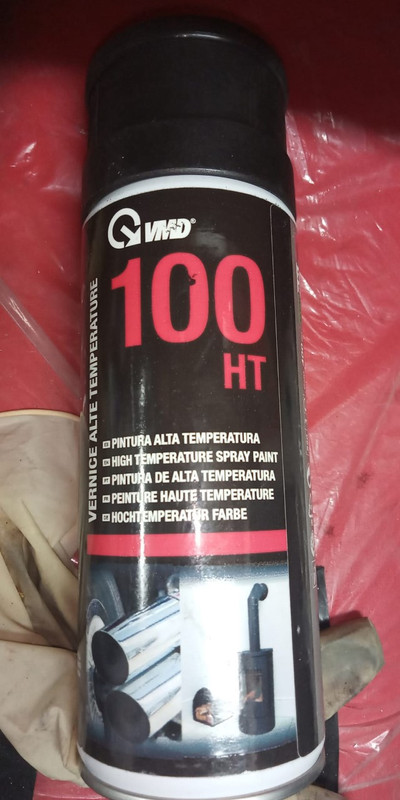 VMD®
100
HT
VERNICE ALTE TEMPERATURE
PINTURA ALTA TEMPERATURA
HIGH TEMPERATURE SPRAY PAINT
PINTURA DE ALTA TEMPERATURA
PEINTURE HAUTE TEMPERATURE
HOCHTEMPERATUR FARBE